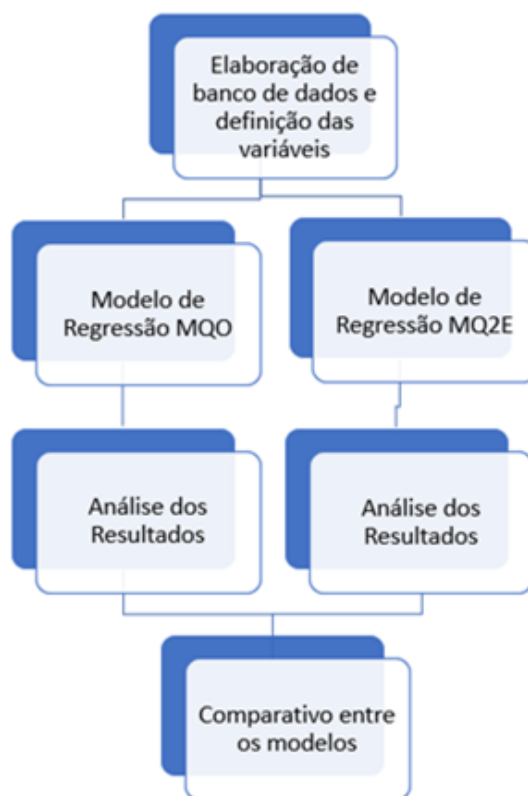 Elaboração de
banco de dados e
definição das
variáveis
Modelo de
Regressão MQO
Modelo de
Regressão MQ2E
Análise dos
Resultados
Análise dos
Resultados
Comparativo entre
os modelos